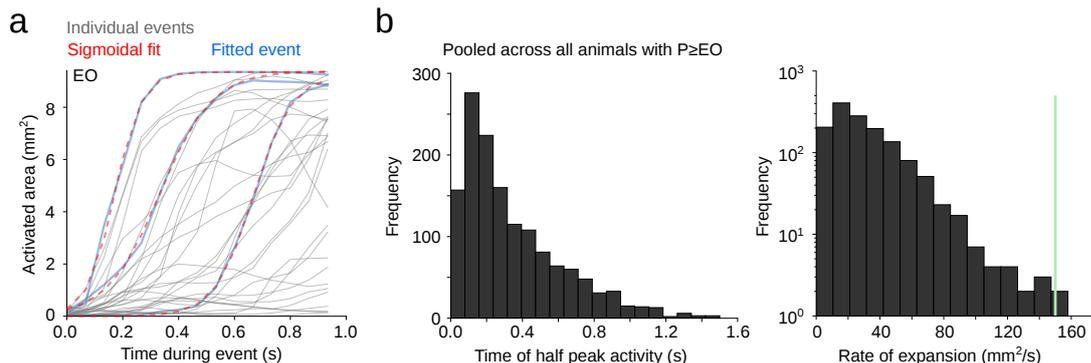 a
Individual events
Sigmoidal fit Fitted event
EO
8
6
4
2
0
Activated area (mm²)
0.0 0.2 0.4 0.6 0.8 1.0
Time during event (s)
b
Pooled across all animals with P≥EO
300
200
100
0
Frequency
0.0 0.4 0.8 1.2 1.6
Time of half peak activity (s)
10³
10²
10¹
10⁰
Frequency
0 40 80 120 160
Rate of expansion (mm²/s)